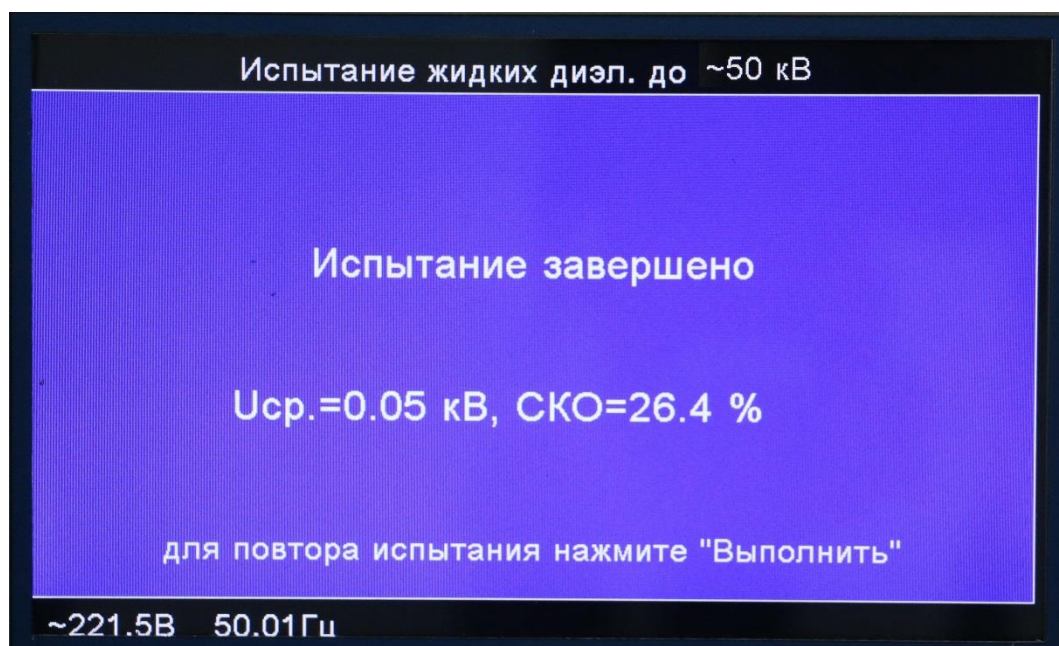 Испытание жидких диэл. до ~50 кВ
Испытание завершено
Uср.=0.05 кВ, СКО=26.4 %
для повтора испытания нажмите "Выполнить"
~221.5В 50.01Гц